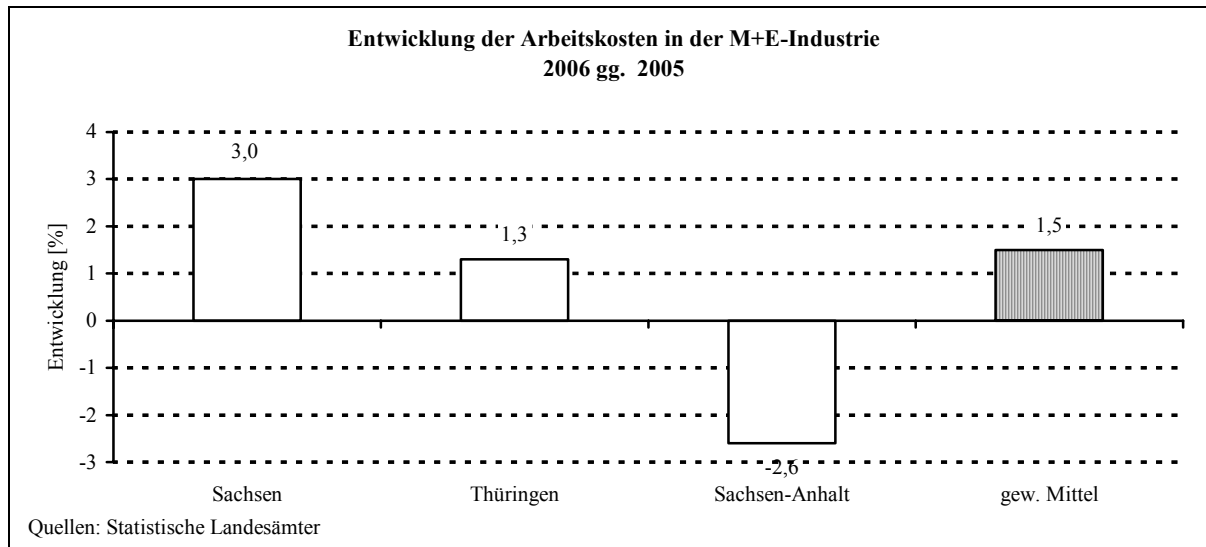 Entwicklung der Arbeitskosten in der M+E-Industrie
2006 gg. 2005
Entwicklung [%]
4
3
2
1
0
-1
-2
-3
3,0
1,3
-2,6
1,5
Sachsen
Thüringen
Sachsen-Anhalt
gew. Mittel
Quellen: Statistische Landesämter